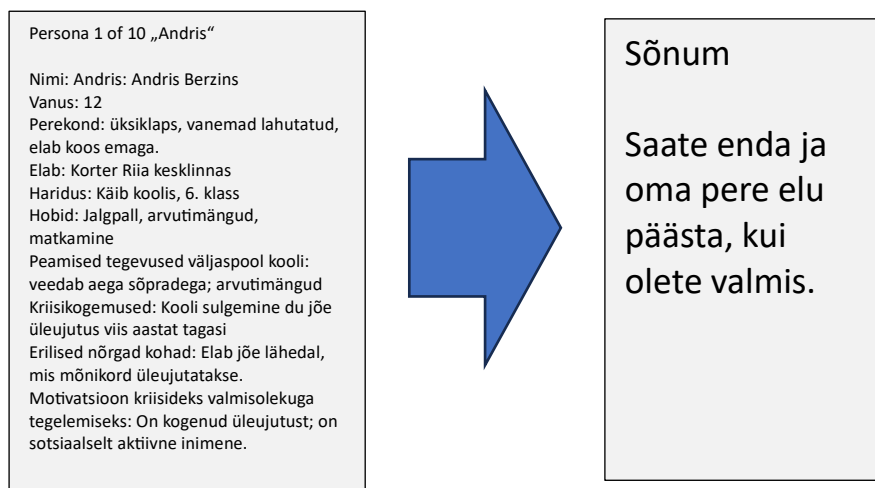 Persona 1 of 10 „Andris“
Nimi: Andris: Andris Berzins
Vanus: 12
Perekond: üksiklaps, vanemad lahutatud,
elab koos emaga.
Elab: Korter Riia kesklinnas
Haridus: Käib koolis, 6. klass
Hobid: Jalgpall, arvutimängud,
matkamine
Peamised tegevused väljaspool kooli:
veedab aega sõpradega; arvutimängud
Kriisikogemused: Kooli sulgemine du jõe
üleujutus viis aastat tagasi
Erilised nõrgad kohad: Elab jõe lähedal,
mis mõnikord üleujutatakse.
Motivatsioon kriisideks valmisolekuga
tegelemiseks: On kogenud üleujutust; on
sotsiaalselt aktiivne inimene.
Sõnum
Saate enda ja
oma pere elu
päästa, kui
olete valmis.